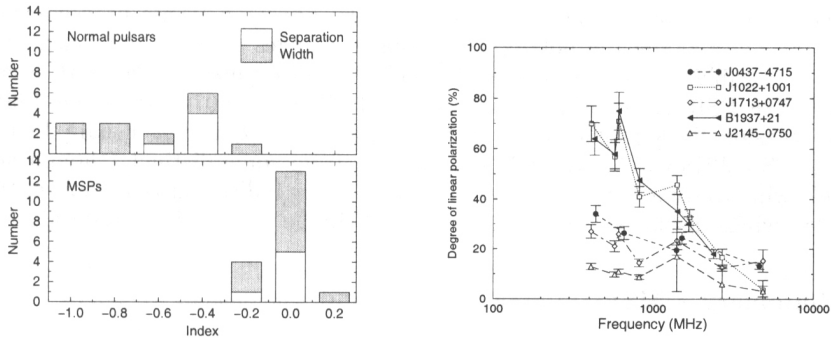 14
12
10
8
6
4
2
0
Number
Normal pulsars
Separation
Width
14
12
10
8
6
4
2
0
Number
MSPs
-1.0 -0.8 -0.6 -0.4 -0.2 0.0 0.2
Index
100
80
60
40
20
0
Degree of linear polarization (%)
J0437-4715
J1022+1001
J1713+0747
B1937+21
J2145-0750
100 1000 10000
Frequency (MHz)